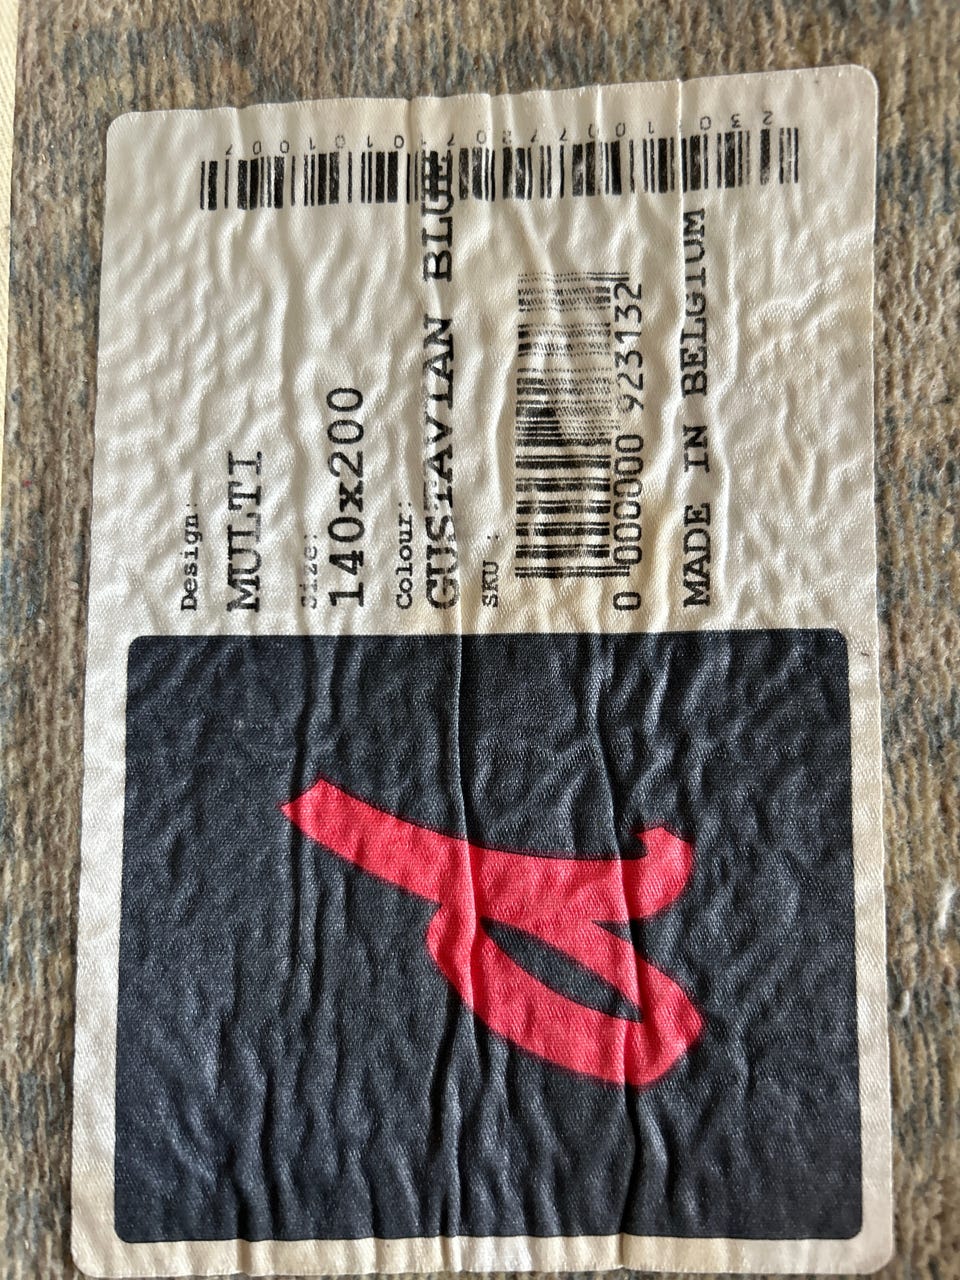 Design:
MULTI
Size:
140x200
Colour:
GUSTAVIAN BLUE
SKU :
0 000000 923132
MADE IN BELGIUM